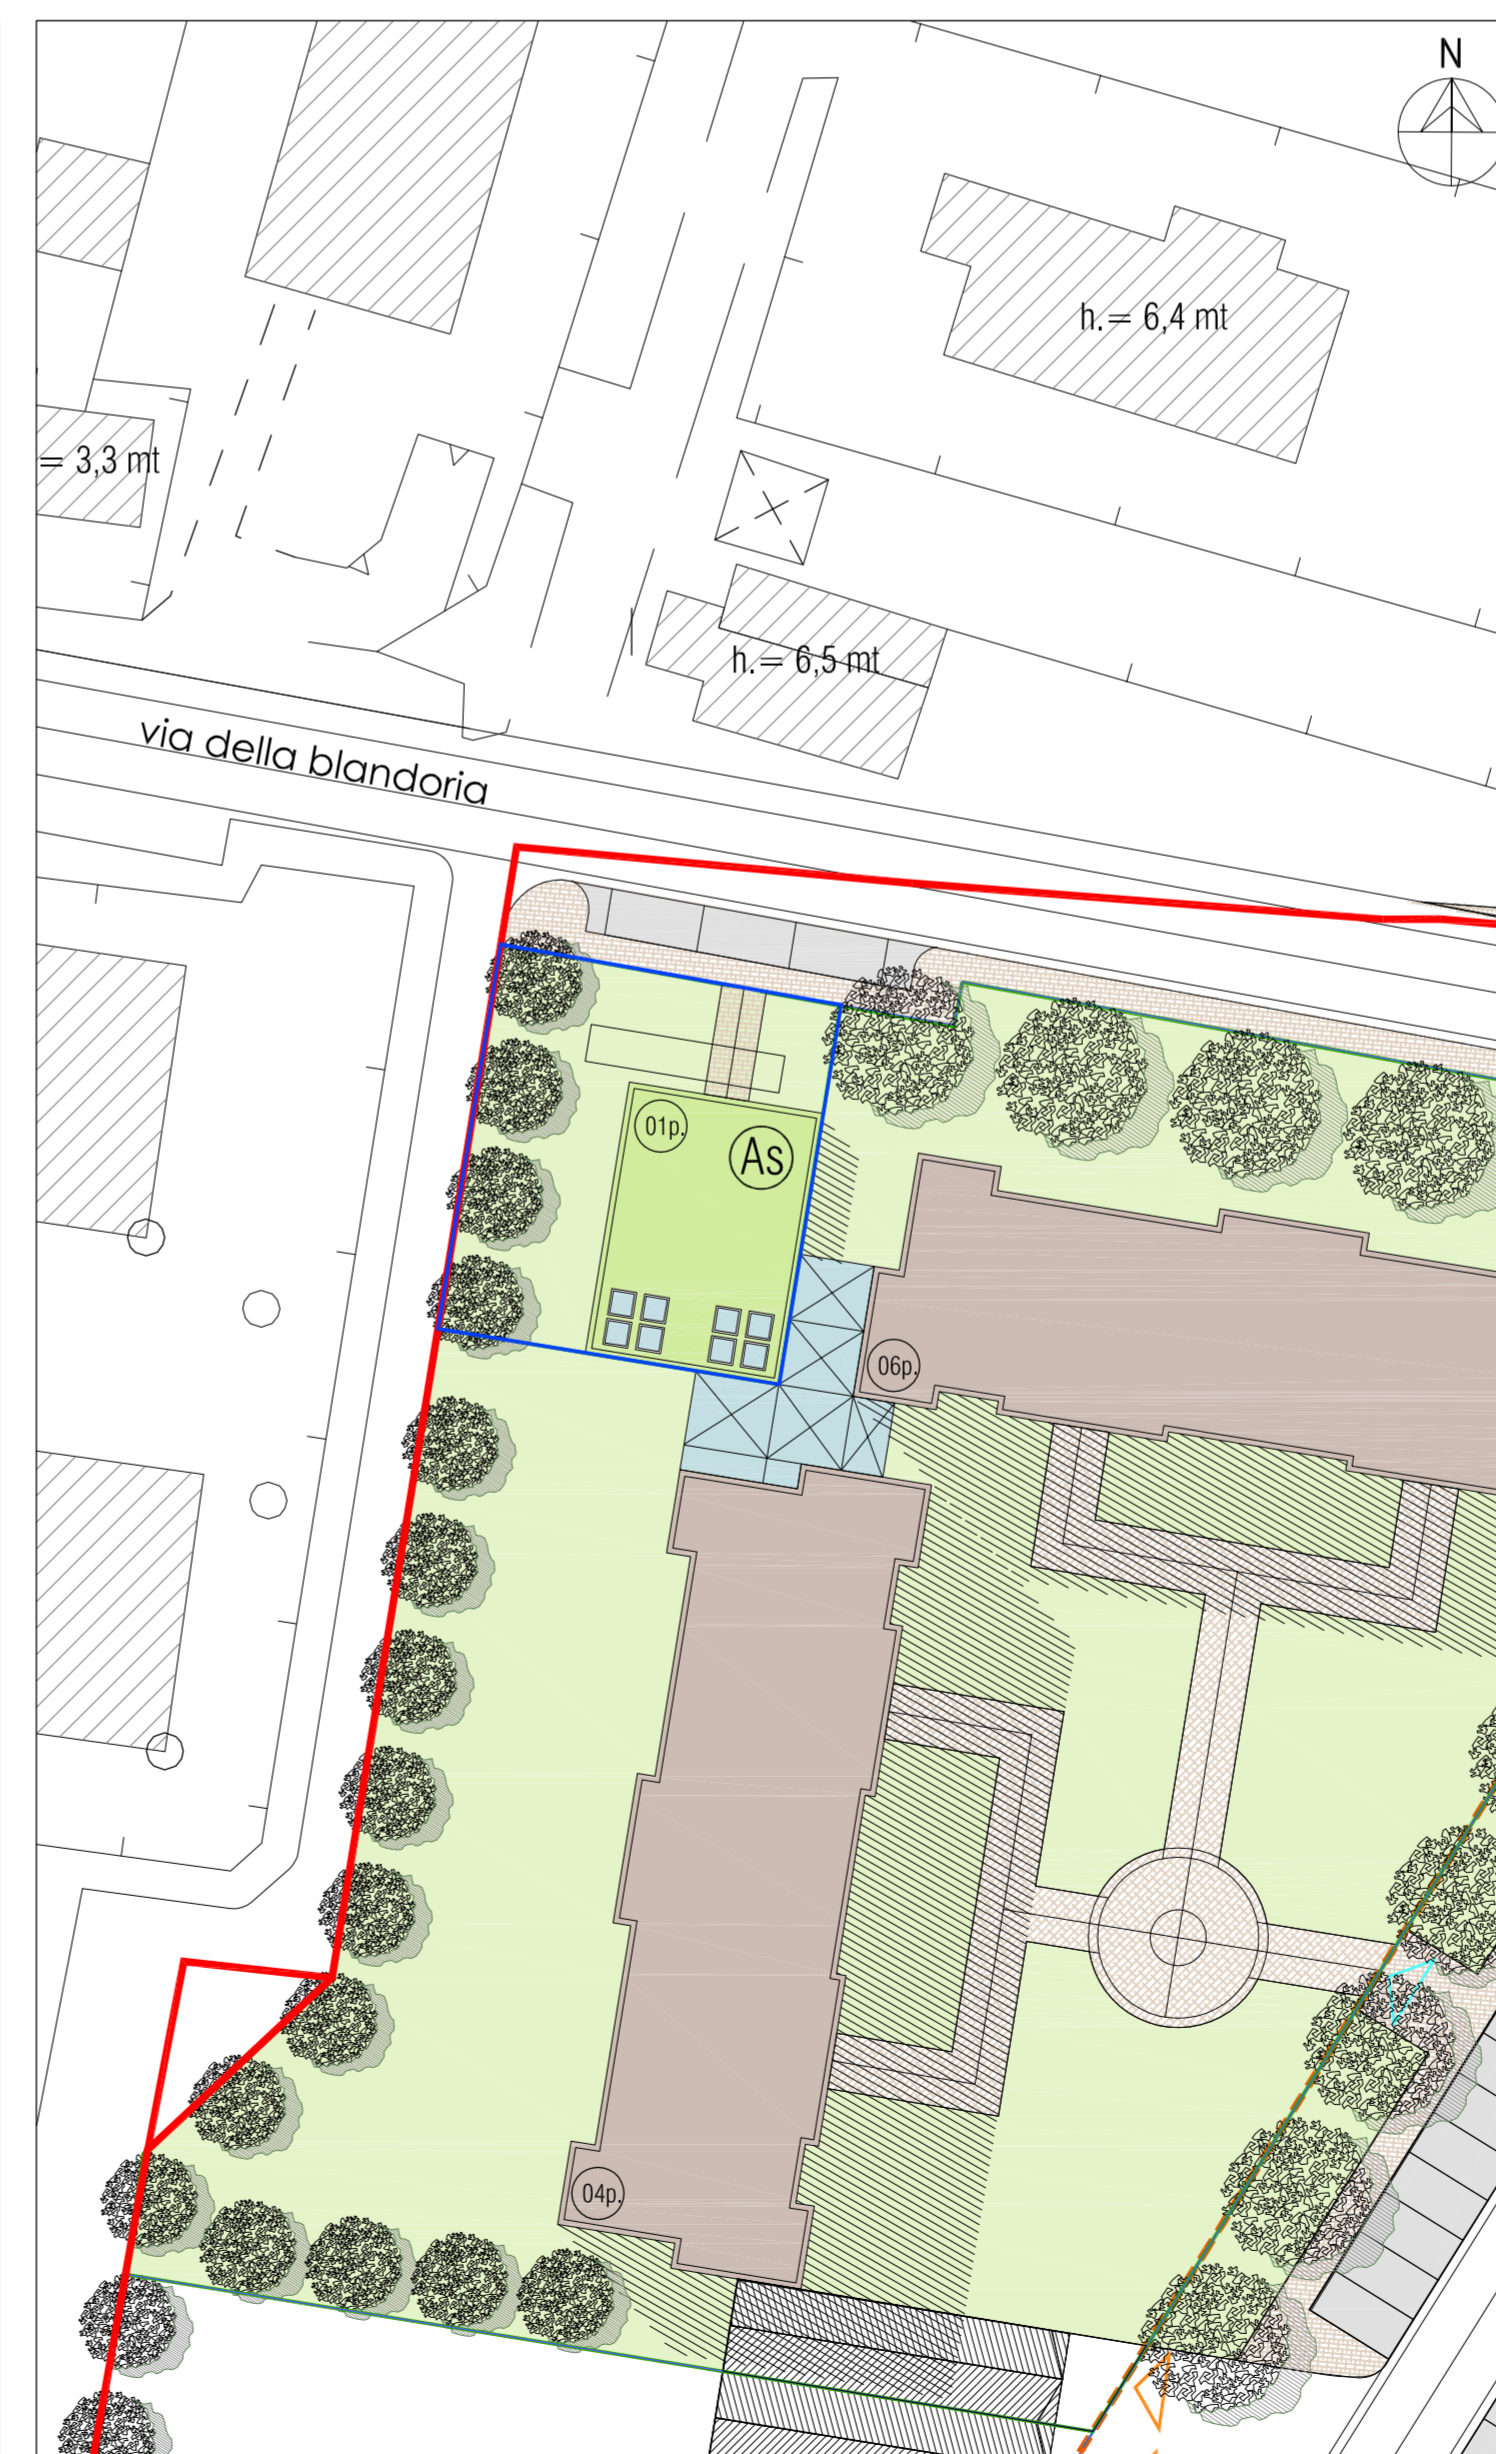 N
h.= 6,4 mt
= 3,3 mt
h.= 6,5 mt
via della blandoria
01p.
As
06p.
04p.